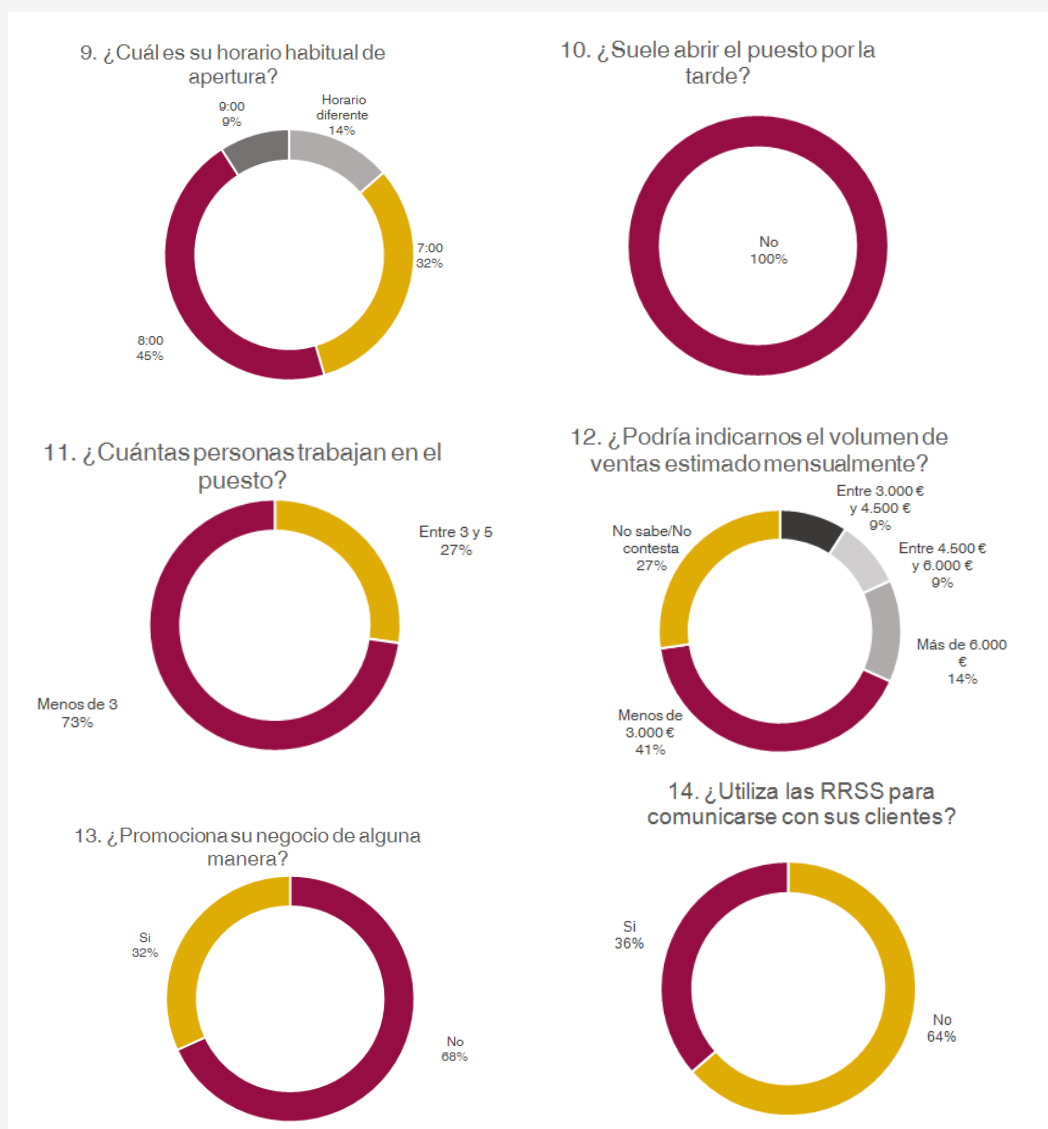 9. ¿Cuál es su horario habitual de
apertura?
9:00
9%
Horario
diferente
14%
7:00
32%
8:00
45%
10. ¿Suele abrir el puesto por la
tarde?
No
100%
11. ¿Cuántas personas trabajan en el
puesto?
Entre 3 y 5
27%
Menos de 3
73%
12. ¿Podría indicarnos el volumen de
ventas estimado mensualmente?
Entre 3.000 €
y 4.500 €
9%
No sabe/No
contesta
27%
Entre 4.500 €
y 6.000 €
9%
Más de 6.000
€
14%
Menos de
3.000 €
41%
13. ¿Promociona su negocio de alguna
manera?
Si
32%
No
68%
14. ¿Utiliza las RRSS para
comunicarse con sus clientes?
Si
36%
No
64%